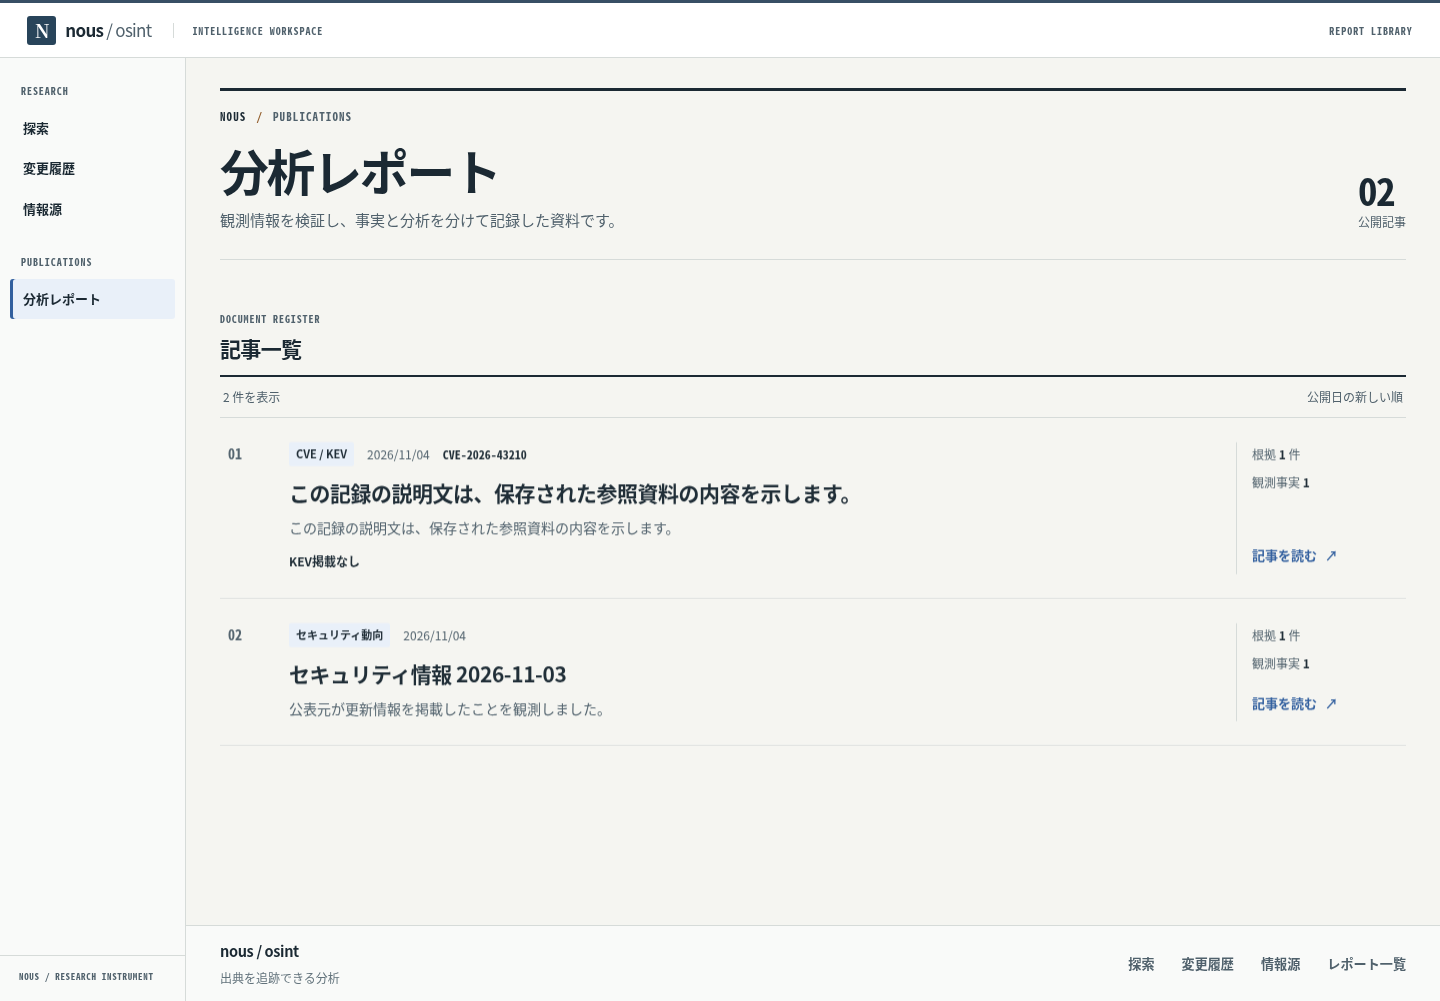 N nous / osint INTELLIGENCE WORKSPACE REPORT LIBRARY
RESEARCH
探索
変更履歴
情報源
PUBLICATIONS
分析レポート
NOUS / RESEARCH INSTRUMENT
NOUS / PUBLICATIONS
分析レポート
観測情報を検証し、事実と分析を分けて記録した資料です。
02
公開記事
DOCUMENT REGISTER
記事一覧
2 件を表示 公開日の新しい順
01 CVE / KEV 2026/11/04 CVE-2026-43210
この記録の説明文は、保存された参照資料の内容を示します。
この記録の説明文は、保存された参照資料の内容を示します。
KEV掲載なし
根拠 1 件
観測事実 1
記事を読む ↗
02 セキュリティ動向 2026/11/04
セキュリティ情報 2026-11-03
公表元が更新情報を掲載したことを観測しました。
根拠 1 件
観測事実 1
記事を読む ↗
nous / osint
出典を追跡できる分析
探索 変更履歴 情報源 レポート一覧